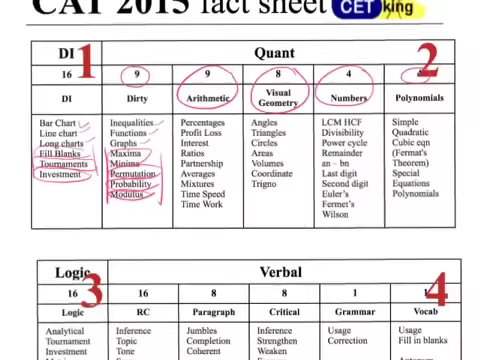 CAT 2015 fact sheet CET king
DI 1 Quant 2
16 9 9 8 4
DI Dirty Arithmetic Visual Geometry Numbers Polynomials
Bar Chart Inequalities Percentages Angles LCM HCF Simple
Line chart Functions Profit Loss Triangles Divisibility Quadratic
Long charts Graphs Interest Circles Power cycle Cubic eqn
Fill Blanks Maxima Ratios Areas Remainder (Fermat's
Tournaments Minima Partnership Volumes an – bn Theorem)
Investment Permutation Averages Coordinate Last digit Special
Probability Mixtures Trigno Second digit Equations
Modulus Time Speed Euler's Polynomials
Time Work Fermet's
Wilson
Logic 3 Verbal 4
16 16 8 8 1 1
Logic RC Paragraph Critical Grammar Vocab
Analytical Inference Jumbles Inference Usage Usage
Tournament Topic Completion Strengthen Correction Fill in blanks
Investment Tone Coherent Weaken